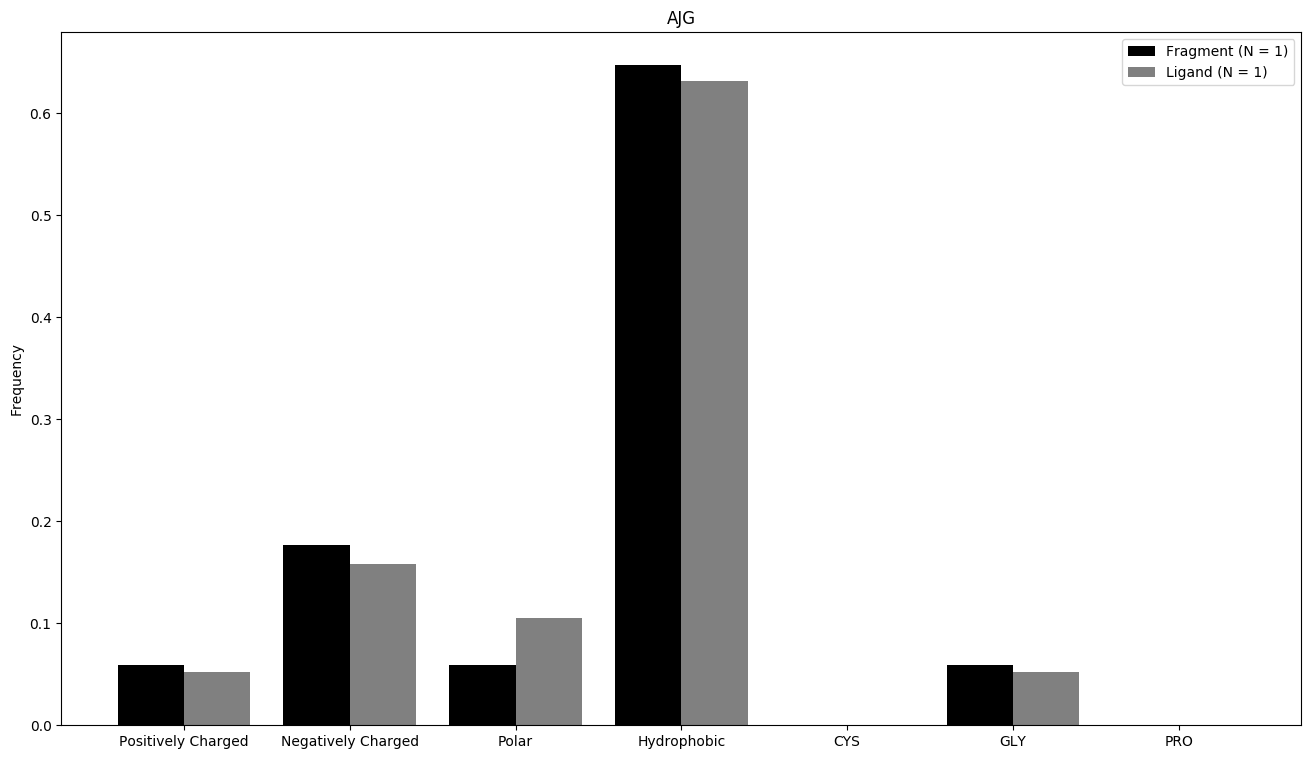 AJG
Fragment (N = 1)
Ligand (N = 1)
Frequency
0.6
0.5
0.4
0.3
0.2
0.1
0.0
Positively Charged Negatively Charged Polar Hydrophobic CYS GLY PRO